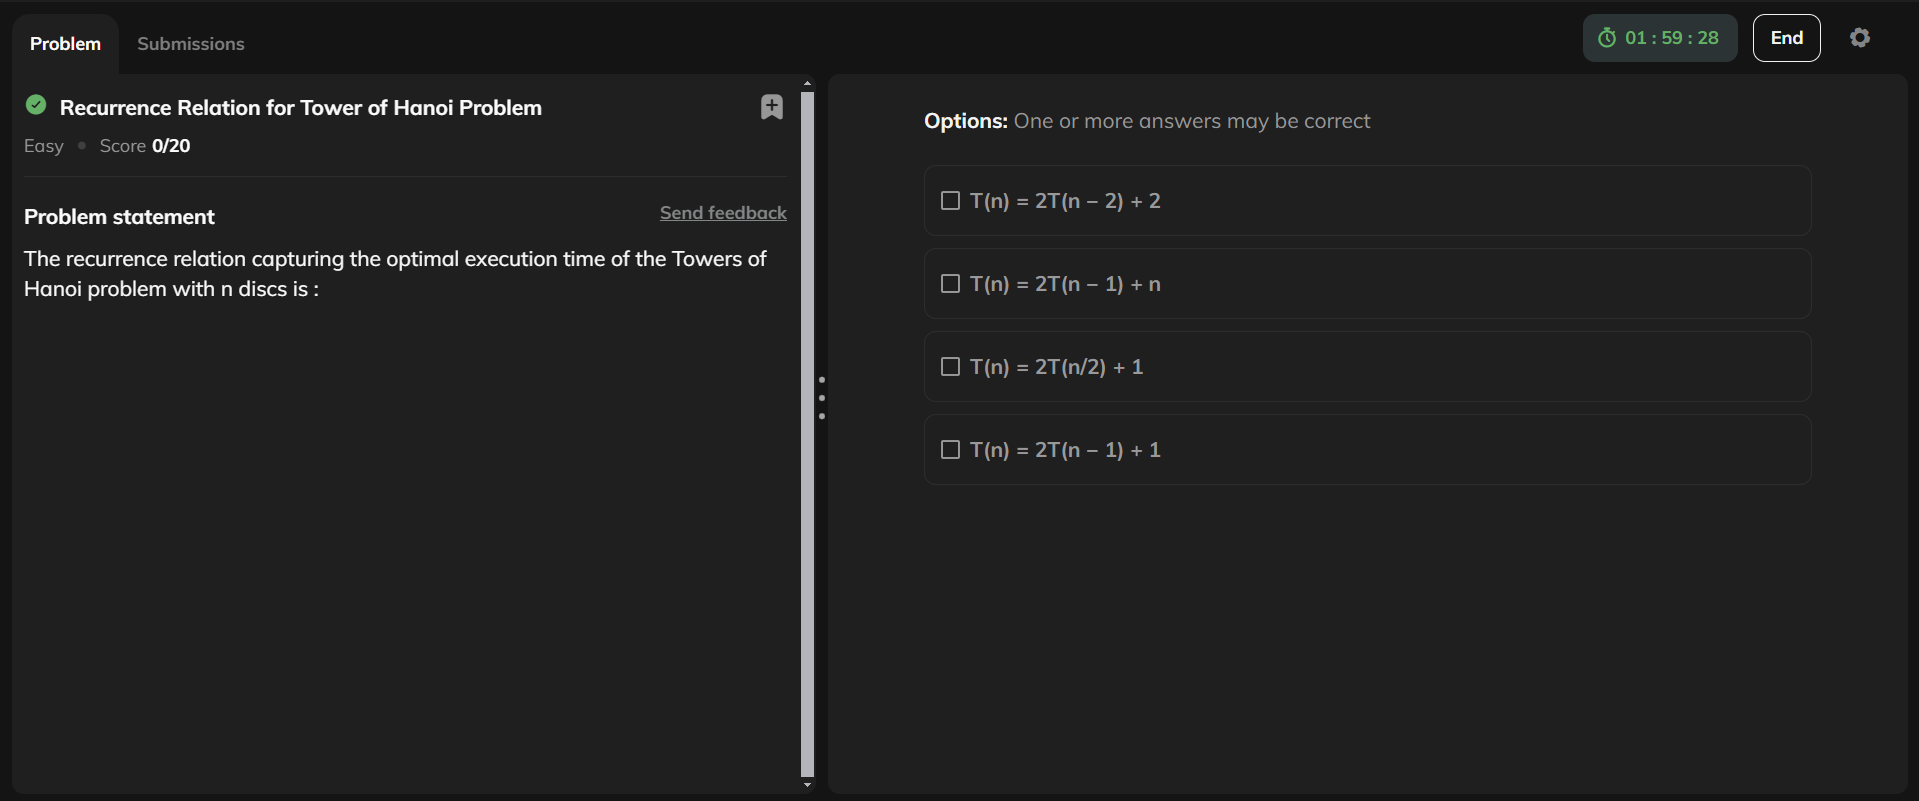 Problem
Submissions
01 : 59 : 28
End
Recurrence Relation for Tower of Hanoi Problem
Easy • Score 0/20
Problem statement
Send feedback
The recurrence relation capturing the optimal execution time of the Towers of
Hanoi problem with n discs is :
Options: One or more answers may be correct
T(n) = 2T(n − 2) + 2
T(n) = 2T(n − 1) + n
T(n) = 2T(n/2) + 1
T(n) = 2T(n − 1) + 1